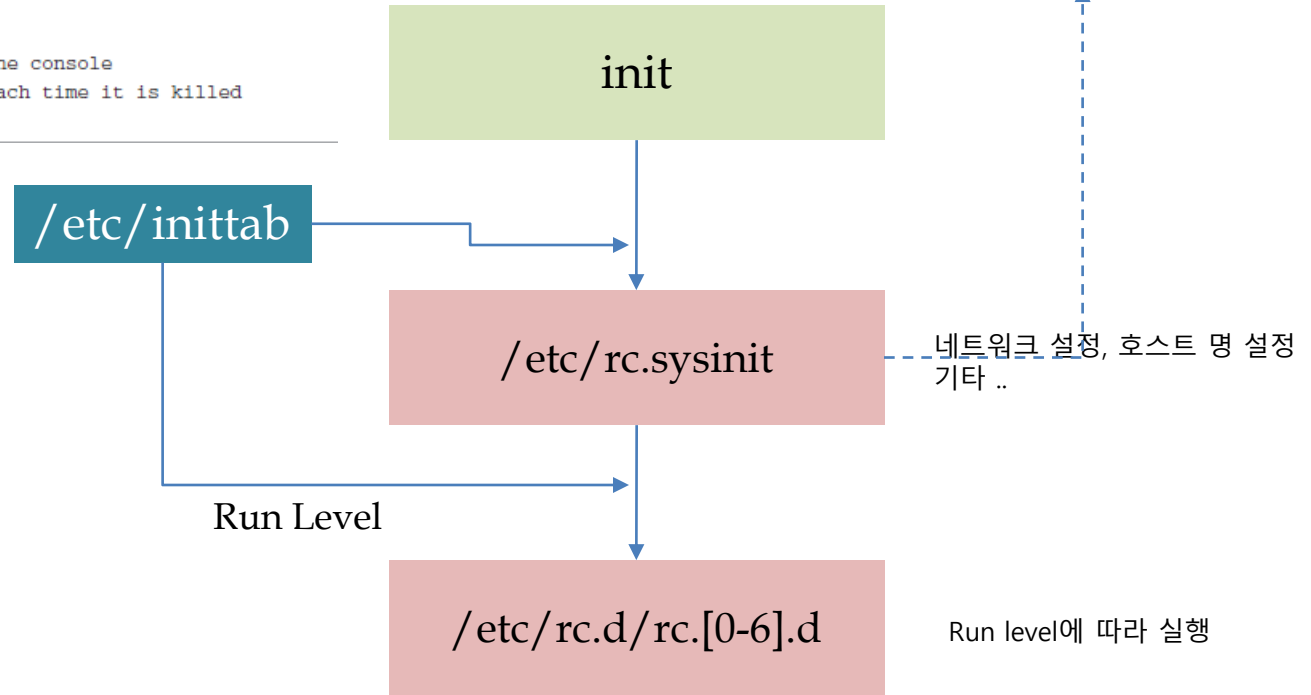 init
he console
ach time it is killed
/etc/inittab
/etc/rc.sysinit
네트워크 설정, 호스트 명 설정
기타 ..
Run Level
/etc/rc.d/rc.[0-6].d
Run level에 따라 실행